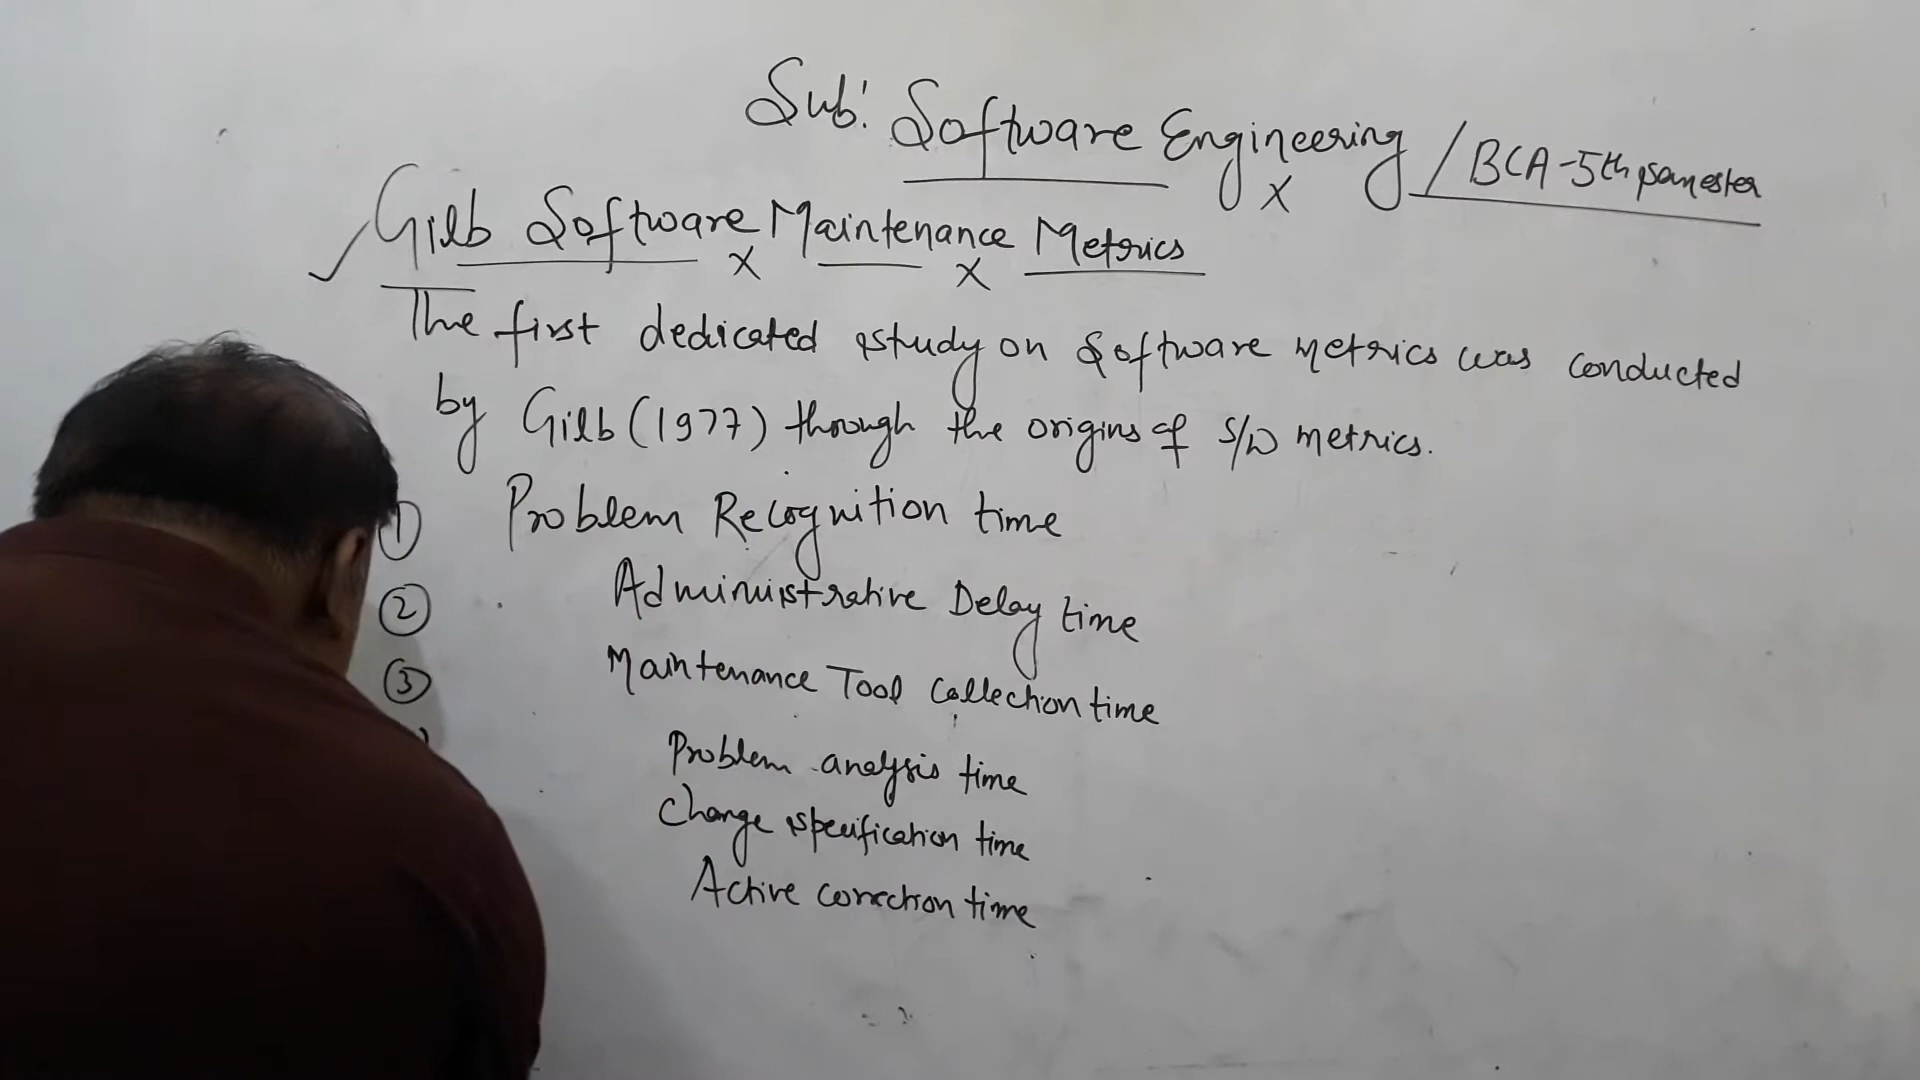 Sub: Software Engineering / BCA-5th semester
Gilb Software Maintenance Metrics
The first dedicated study on Software metrics was conducted
by Gilb (1977) through the origins of S/W metrics.
① Problem Recognition time
② Administrative Delay time
③ Maintenance Tool Collection time
Problem analysis time
Change specification time
Active correction time